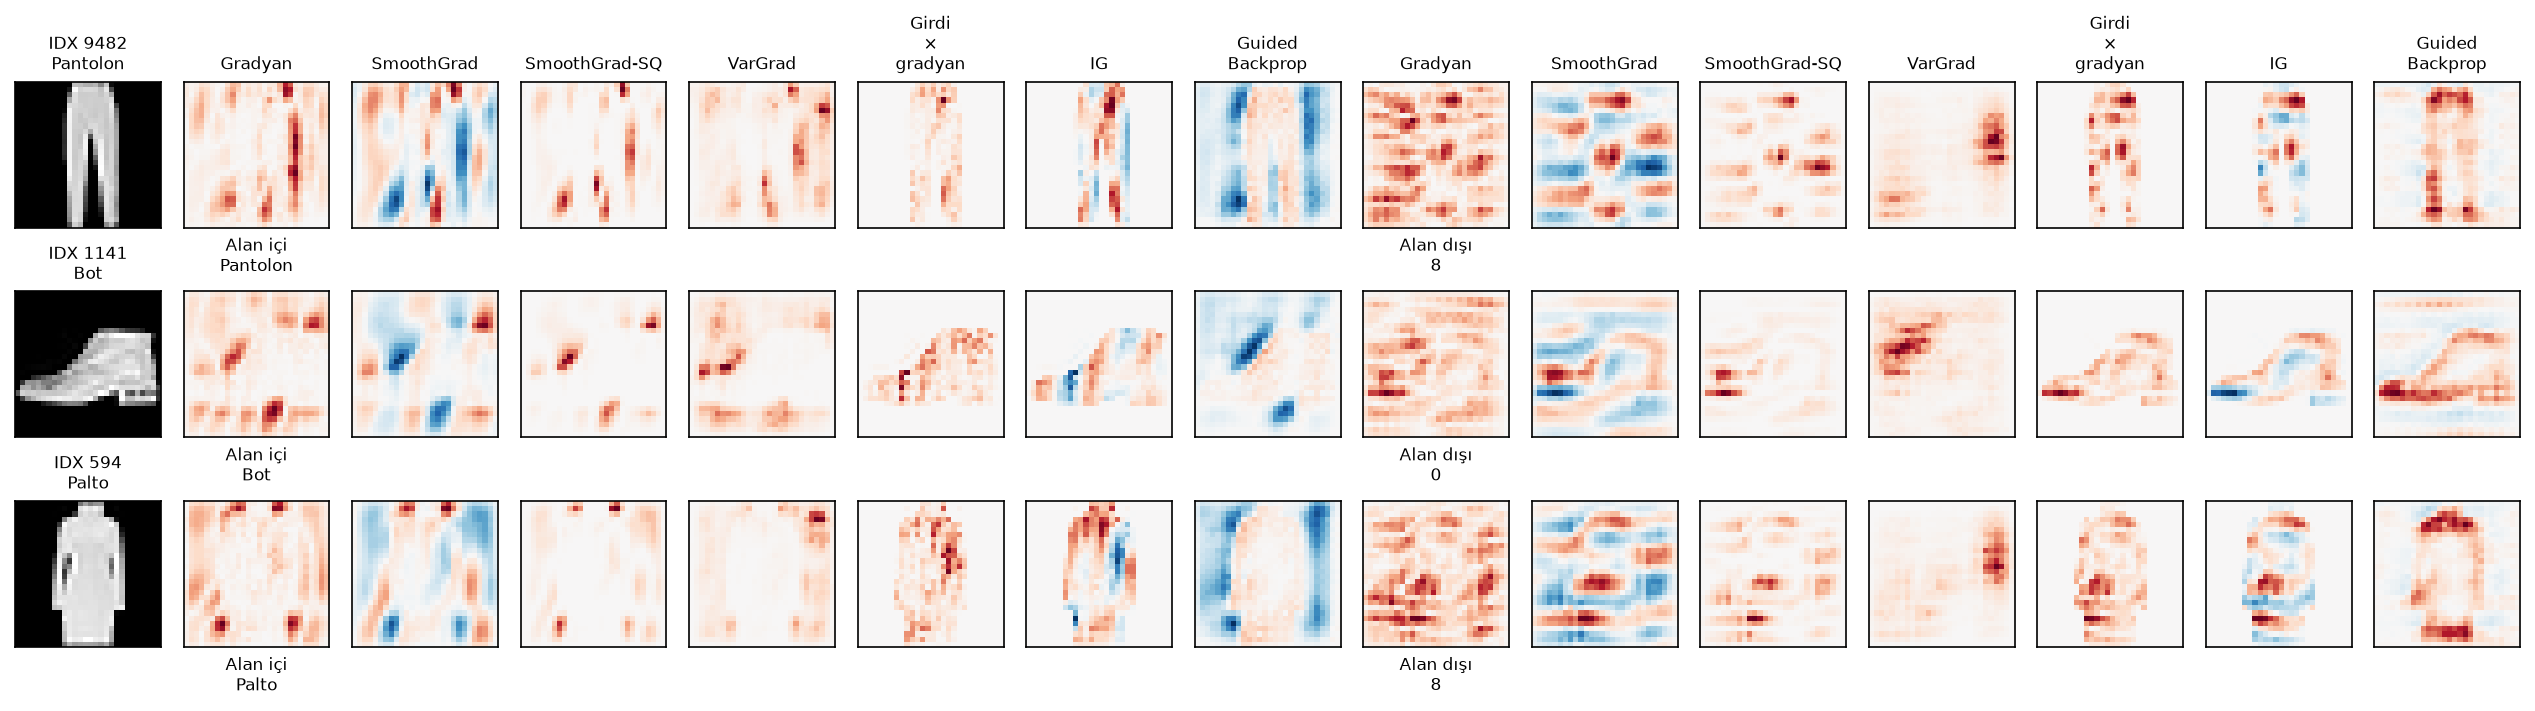 IDX 9482
Pantolon
Gradyan
SmoothGrad
SmoothGrad-SQ
VarGrad
Girdi
×
gradyan
IG
Guided
Backprop
Gradyan
SmoothGrad
SmoothGrad-SQ
VarGrad
Girdi
×
gradyan
IG
Guided
Backprop
Alan içi
Pantolon
Alan dışı
8
IDX 1141
Bot
Alan içi
Bot
Alan dışı
0
IDX 594
Palto
Alan içi
Palto
Alan dışı
8